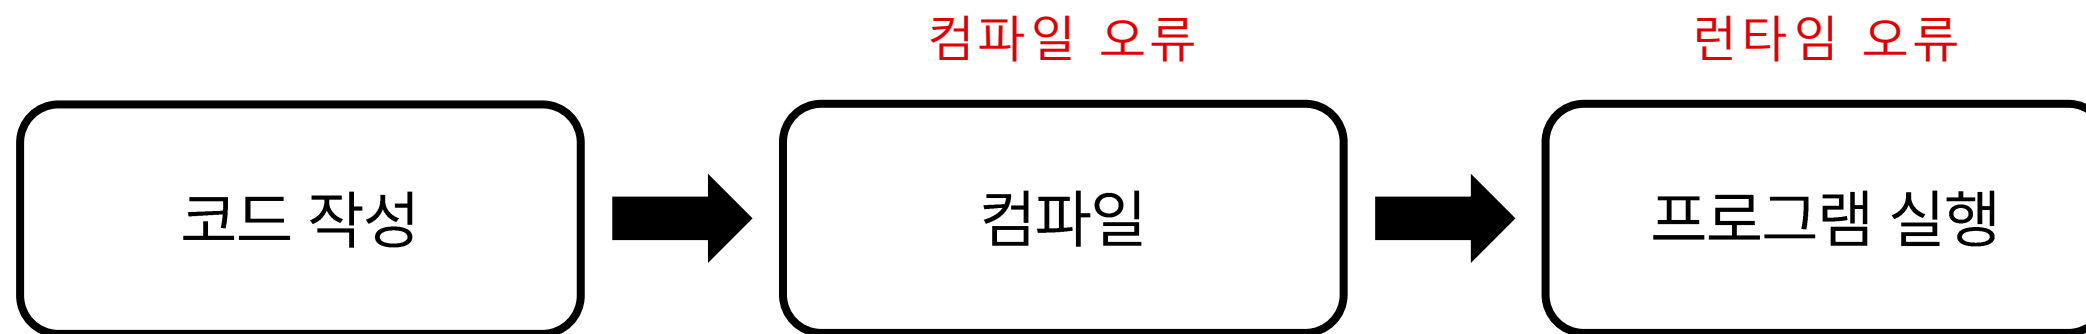 컴파일 오류
런타임 오류
코드 작성
컴파일
프로그램 실행